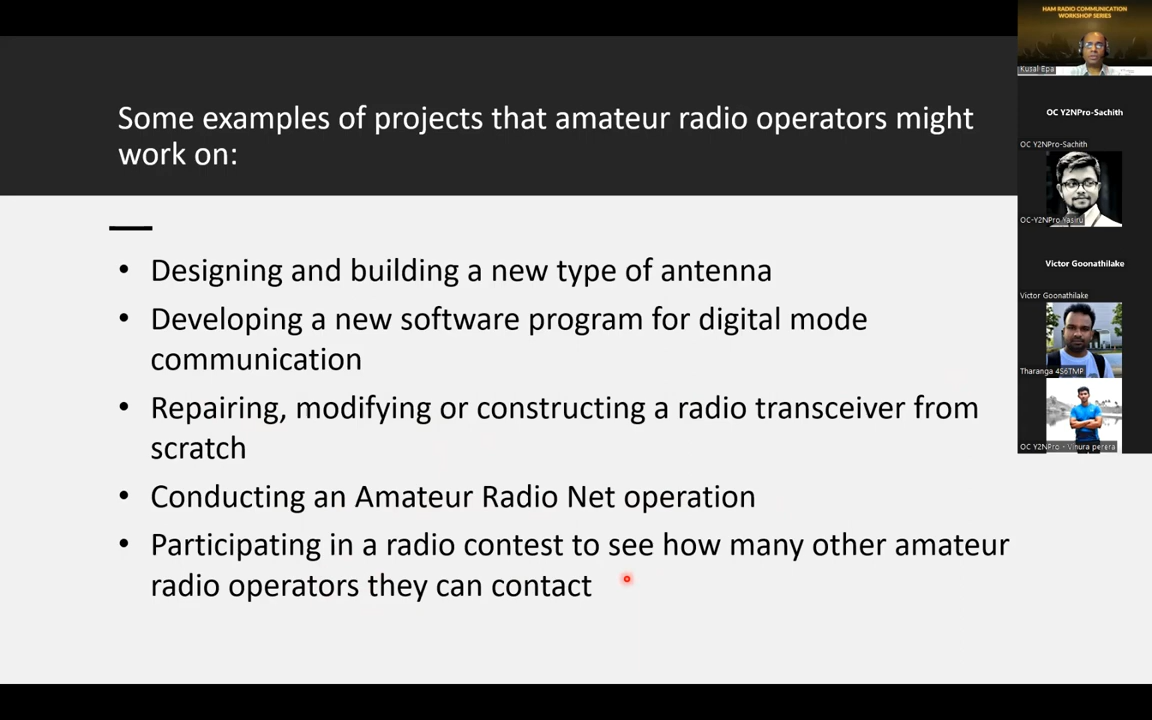 HAM RADIO COMMUNICATION
WORKSHOP SERIES
Kusal Epa
Some examples of projects that amateur radio operators might
work on:
• Designing and building a new type of antenna
• Developing a new software program for digital mode
communication
• Repairing, modifying or constructing a radio transceiver from
scratch
• Conducting an Amateur Radio Net operation
• Participating in a radio contest to see how many other amateur
radio operators they can contact
OC Y2NPro-Sachith
OC Y2NPro-Sachith
OC-Y2NPro Yasiru
Victor Goonathilake
Victor Goonathilake
Tharanga 4S6TMP
OC Y2NPro - Vinura perera